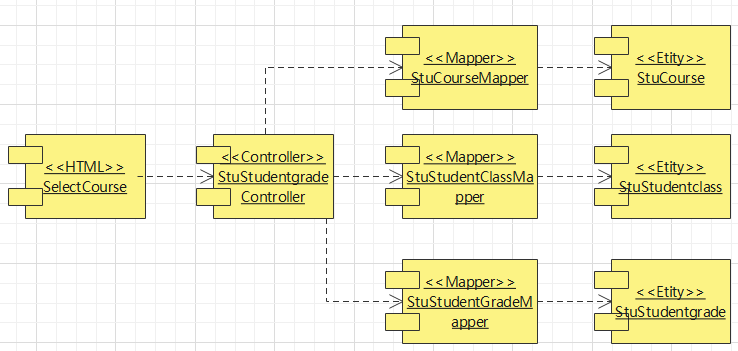 <<Mapper>>
StuCourseMapper
<<Etity>>
StuCourse
<<HTML>>
SelectCourse
<<Controller>>
StuStudentgrade
Controller
<<Mapper>>
StuStudentClassMa
pper
<<Etity>>
StuStudentclass
<<Mapper>>
StuStudentGradeM
apper
<<Etity>>
StuStudentgrade